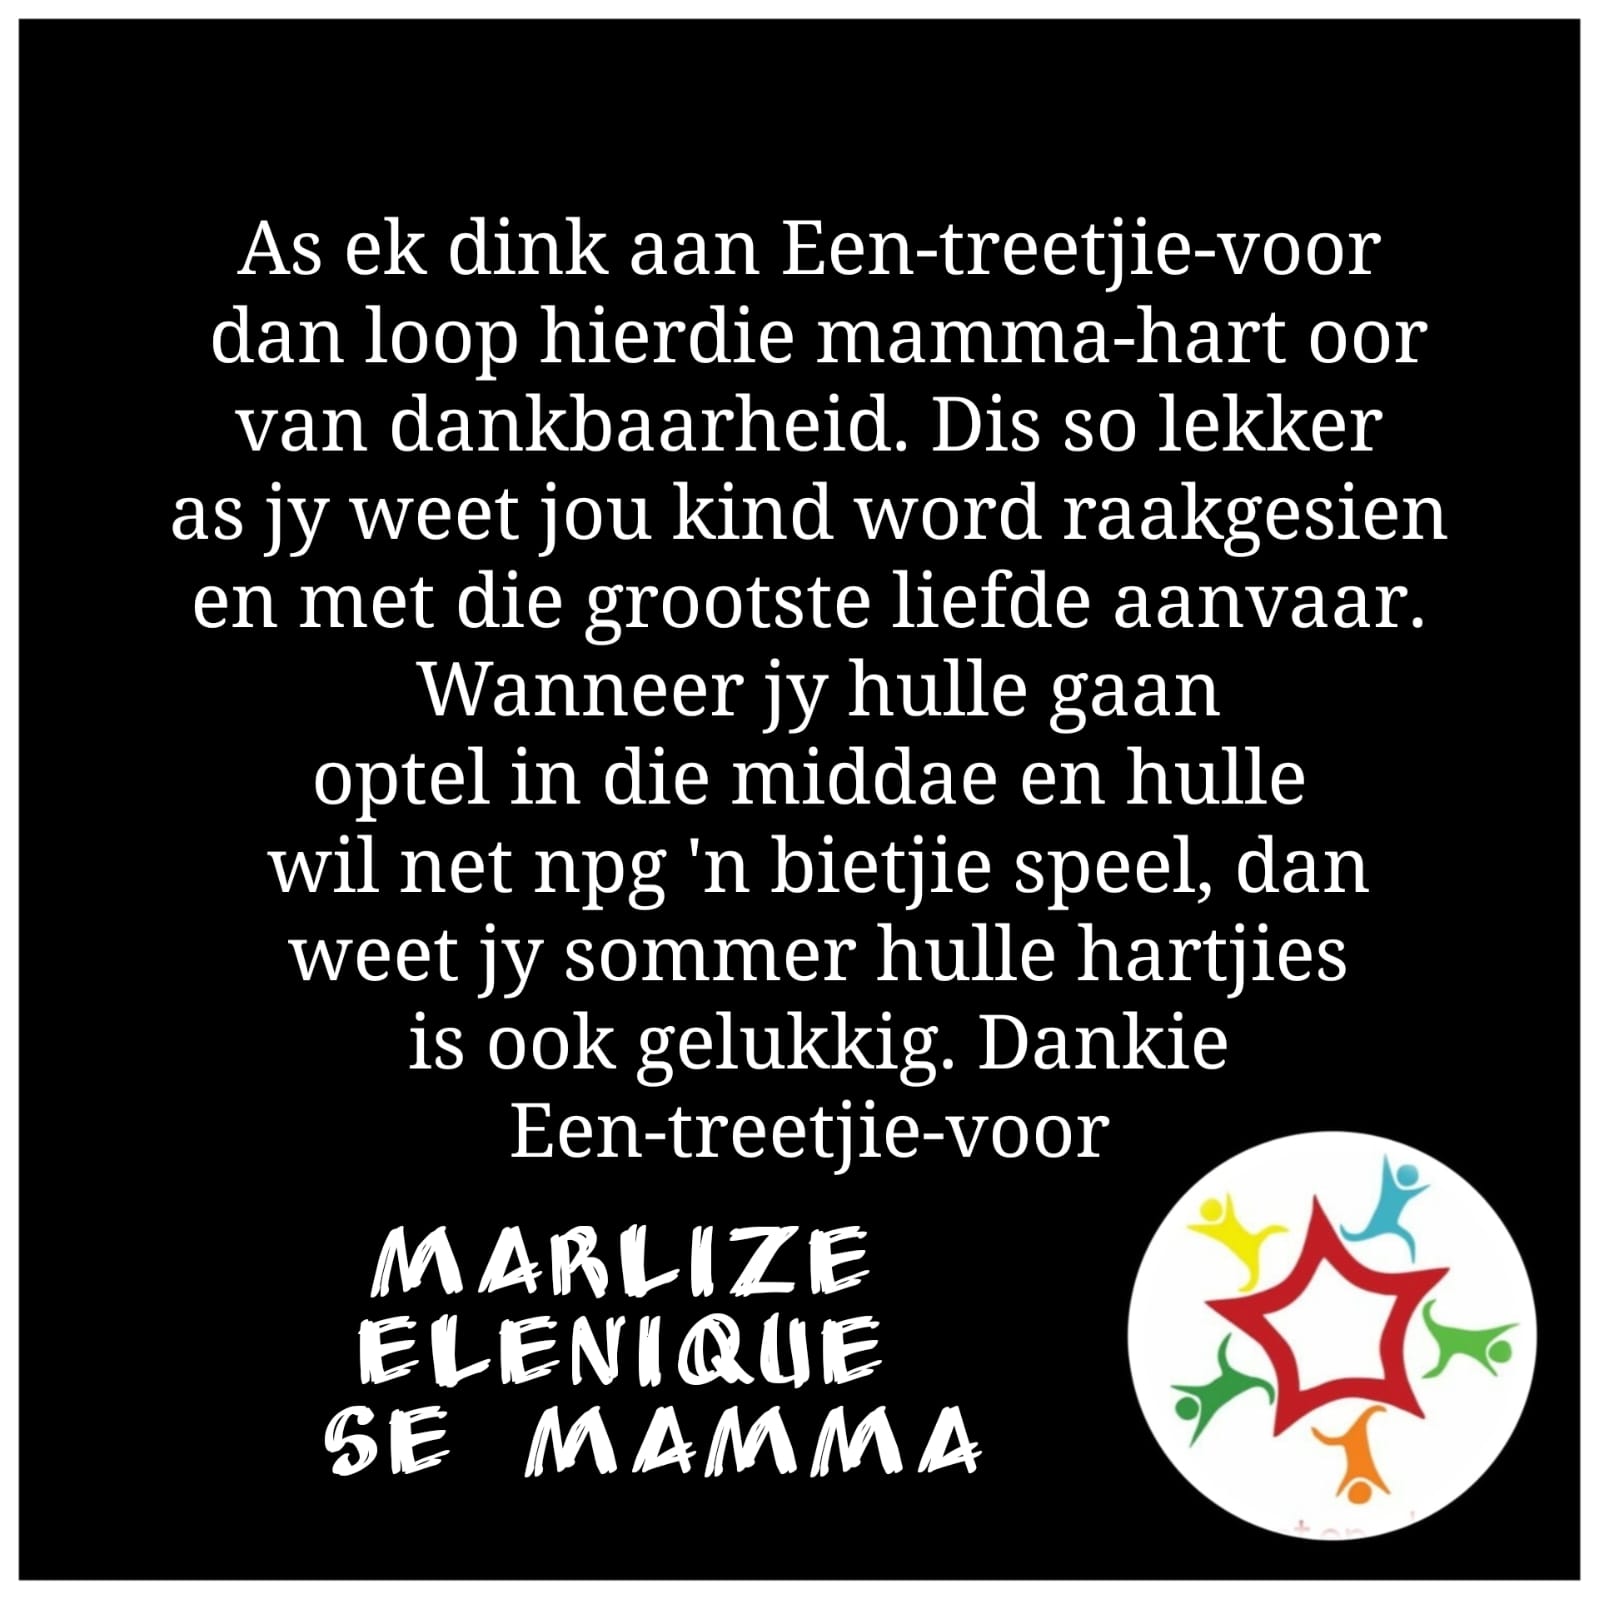 As ek dink aan Een-treetjie-voor
dan loop hierdie mamma-hart oor
van dankbaarheid. Dis so lekker
as jy weet jou kind word raakgesien
en met die grootste liefde aanvaar.
Wanneer jy hulle gaan
optel in die middae en hulle
wil net npg 'n bietjie speel, dan
weet jy sommer hulle hartjies
is ook gelukkig. Dankie
Een-treetjie-voor
MARLIZE
ELENIQUE
SE MAMMA